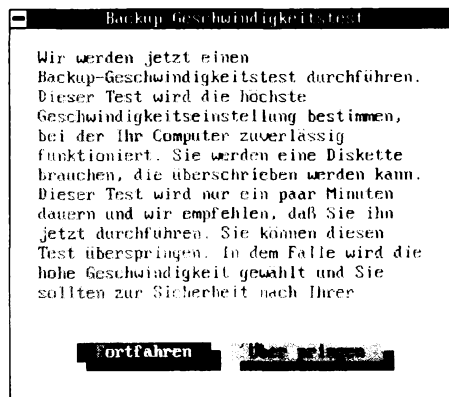 Backup Geschwindigkeitstest
Wir werden jetzt einen
Backup-Geschwindigkeitstest durchführen.
Dieser Test wird die höchste
Geschwindigkeitseinstellung bestimmen,
bei der Ihr Computer zuverlässig
funktioniert. Sie werden eine Diskette
brauchen, die überschrieben werden kann.
Dieser Test wird nur ein paar Minuten
dauern und wir empfehlen, daß Sie ihn
jetzt durchfuhren. Sie können diesen
Test überspringen. In dem Falle wird die
hohe Geschwindigkeit gewahlt und Sie
sollten zur Sicherheit nach Ihrer
Fortfahren